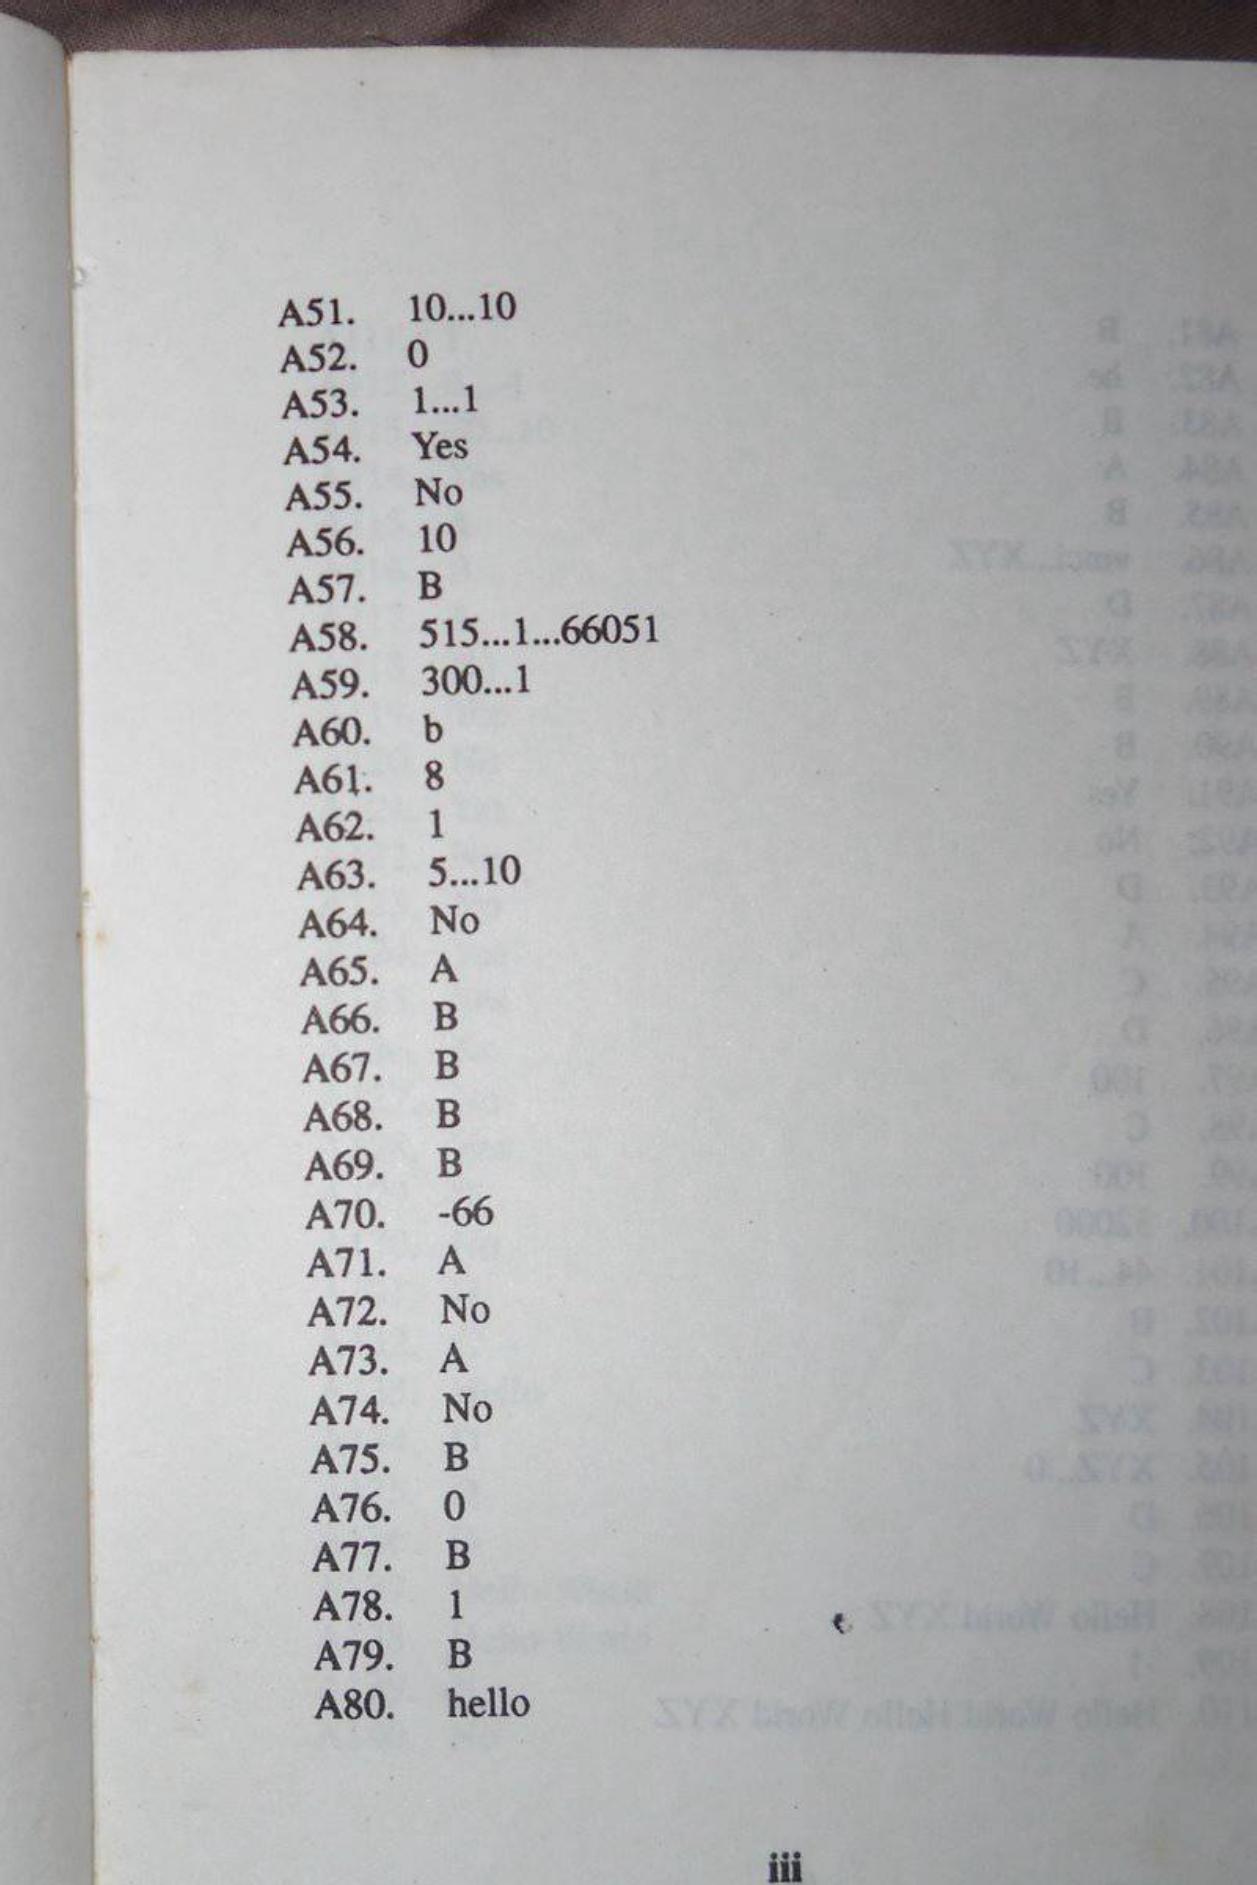 A51. 10...10
A52. 0
A53. 1...1
A54. Yes
A55. No
A56. 10
A57. B
A58. 515...1...66051
A59. 300...1
A60. b
A61. 8
A62. 1
A63. 5...10
A64. No
A65. A
A66. B
A67. B
A68. B
A69. B
A70. -66
A71. A
A72. No
A73. A
A74. No
A75. B
A76. 0
A77. B
A78. 1
A79. B
A80. hello
iii